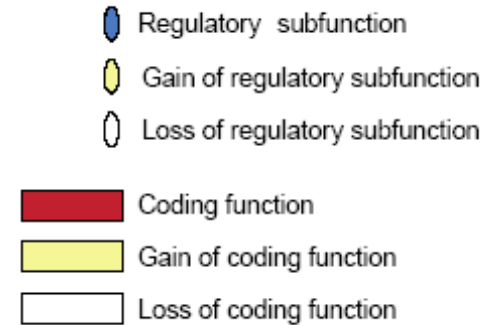 Regulatory subfunction
Gain of regulatory subfunction
Loss of regulatory subfunction
Coding function
Gain of coding function
Loss of coding function